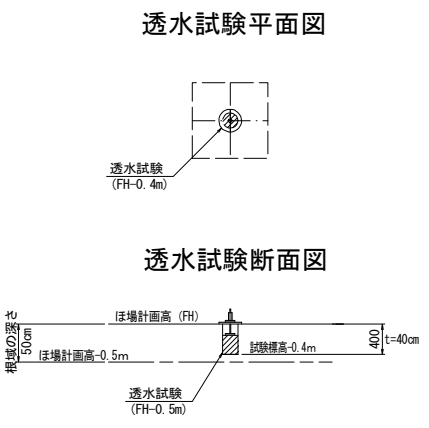 透水試験平面図
透水試験
(FH-0.4m)
透水試験断面図
根域の深さ
50cm
ほ場計画高 (FH)
ほ場計画高-0.5m
試験標高-0.4m
400
t=40cm
透水試験
(FH-0.5m)